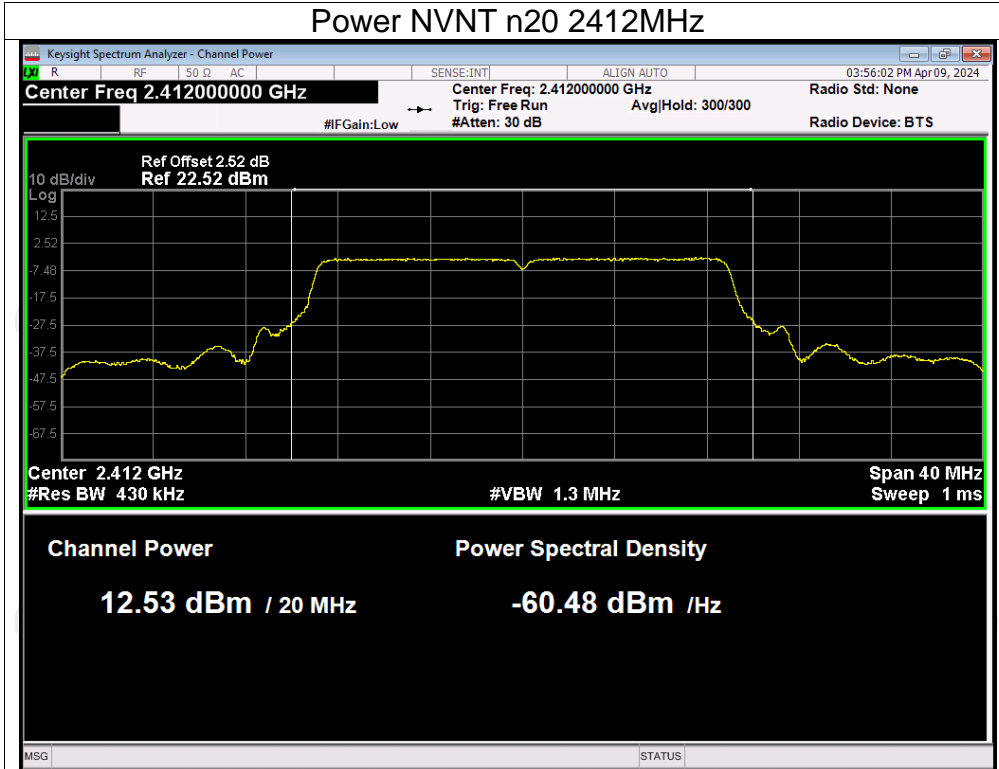 Power NVNT n20 2412MHz
Keysight Spectrum Analyzer - Channel Power
LXI R RF 50 Ω AC SENSE:INT ALIGN AUTO 03:56:02 PM Apr 09, 2024
Center Freq 2.412000000 GHz Center Freq: 2.412000000 GHz Radio Std: None
Trig: Free Run Avg|Hold: 300/300
#IFGain:Low #Atten: 30 dB Radio Device: BTS
Ref Offset 2.52 dB
10 dB/div Ref 22.52 dBm
Log
12.5
2.52
-7.48
-17.5
-27.5
-37.5
-47.5
-57.5
-67.5
Center 2.412 GHz Span 40 MHz
#Res BW 430 kHz #VBW 1.3 MHz Sweep 1 ms
Channel Power Power Spectral Density
12.53 dBm / 20 MHz -60.48 dBm /Hz
MSG STATUS